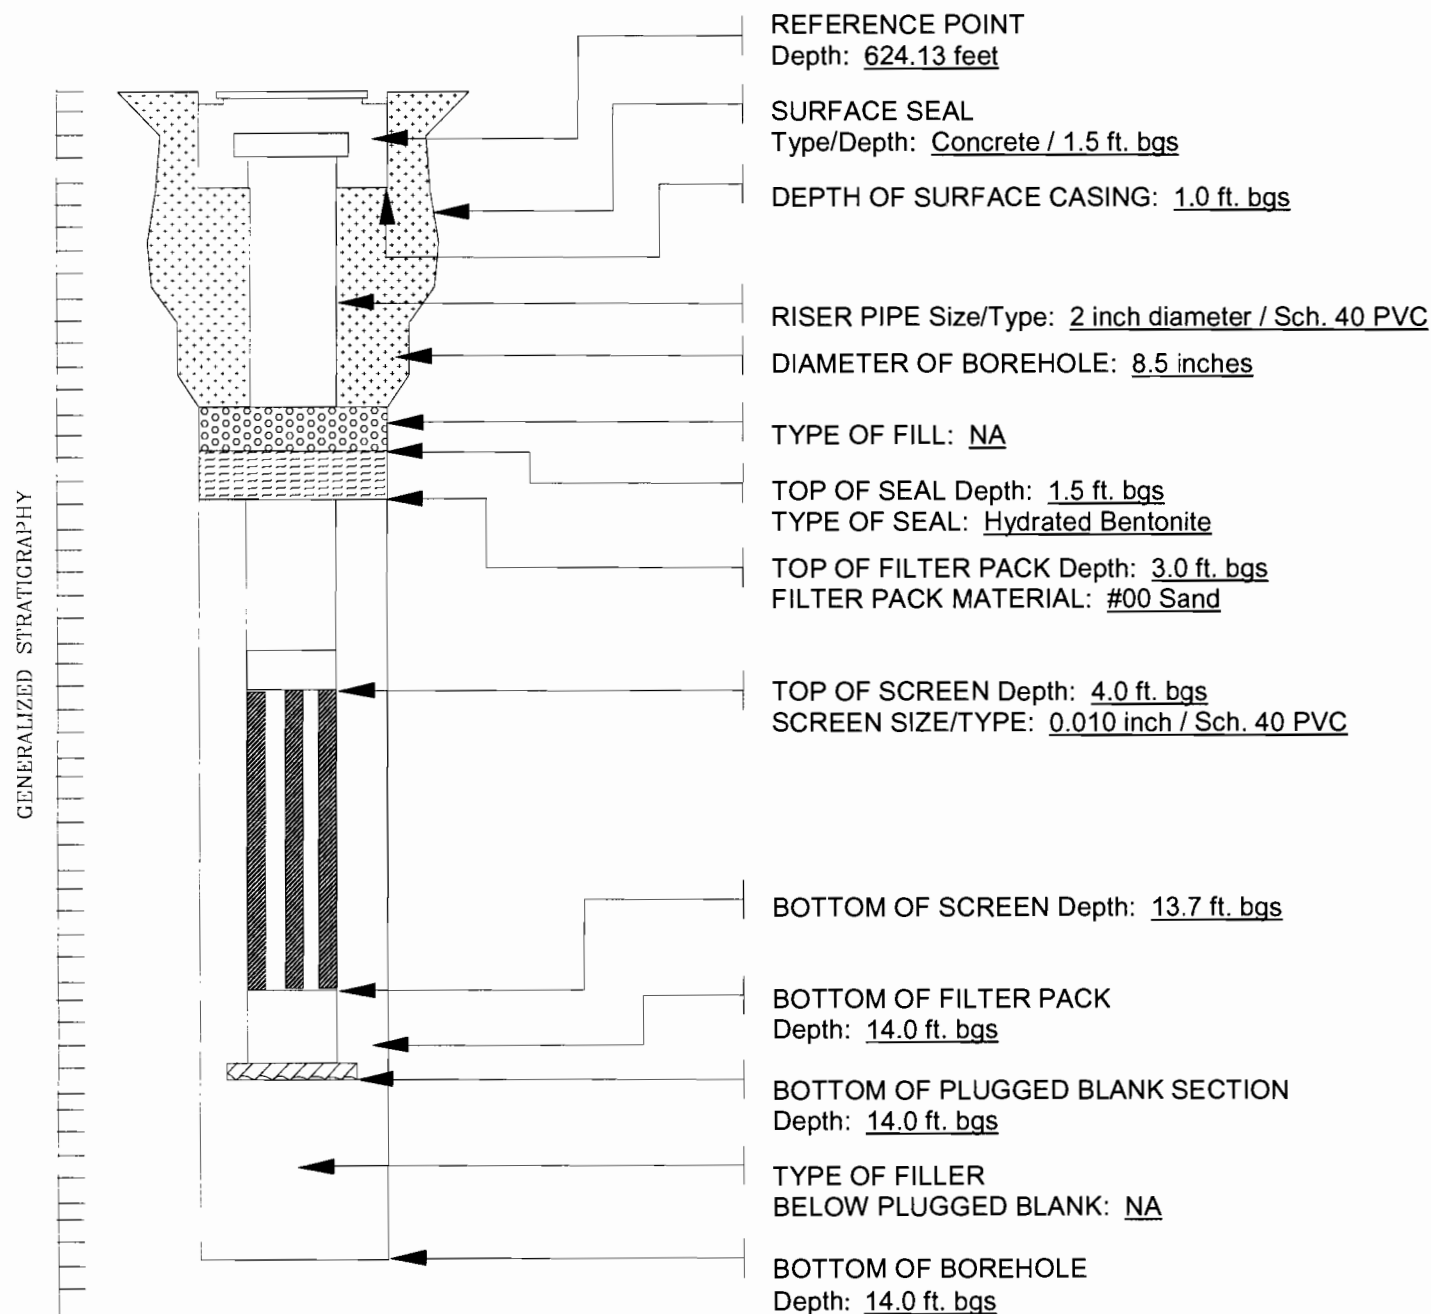 REFERENCE POINT
Depth: 624.13 feet
SURFACE SEAL
Type/Depth: Concrete / 1.5 ft. bgs
DEPTH OF SURFACE CASING: 1.0 ft. bgs
RISER PIPE Size/Type: 2 inch diameter / Sch. 40 PVC
DIAMETER OF BOREHOLE: 8.5 inches
TYPE OF FILL: NA
TOP OF SEAL Depth: 1.5 ft. bgs
TYPE OF SEAL: Hydrated Bentonite
TOP OF FILTER PACK Depth: 3.0 ft. bgs
FILTER PACK MATERIAL: #00 Sand
GENERALIZED STRATIGRAPHY
TOP OF SCREEN Depth: 4.0 ft. bgs
SCREEN SIZE/TYPE: 0.010 inch / Sch. 40 PVC
BOTTOM OF SCREEN Depth: 13.7 ft. bgs
BOTTOM OF FILTER PACK
Depth: 14.0 ft. bgs
BOTTOM OF PLUGGED BLANK SECTION
Depth: 14.0 ft. bgs
TYPE OF FILLER
BELOW PLUGGED BLANK: NA
BOTTOM OF BOREHOLE
Depth: 14.0 ft. bgs